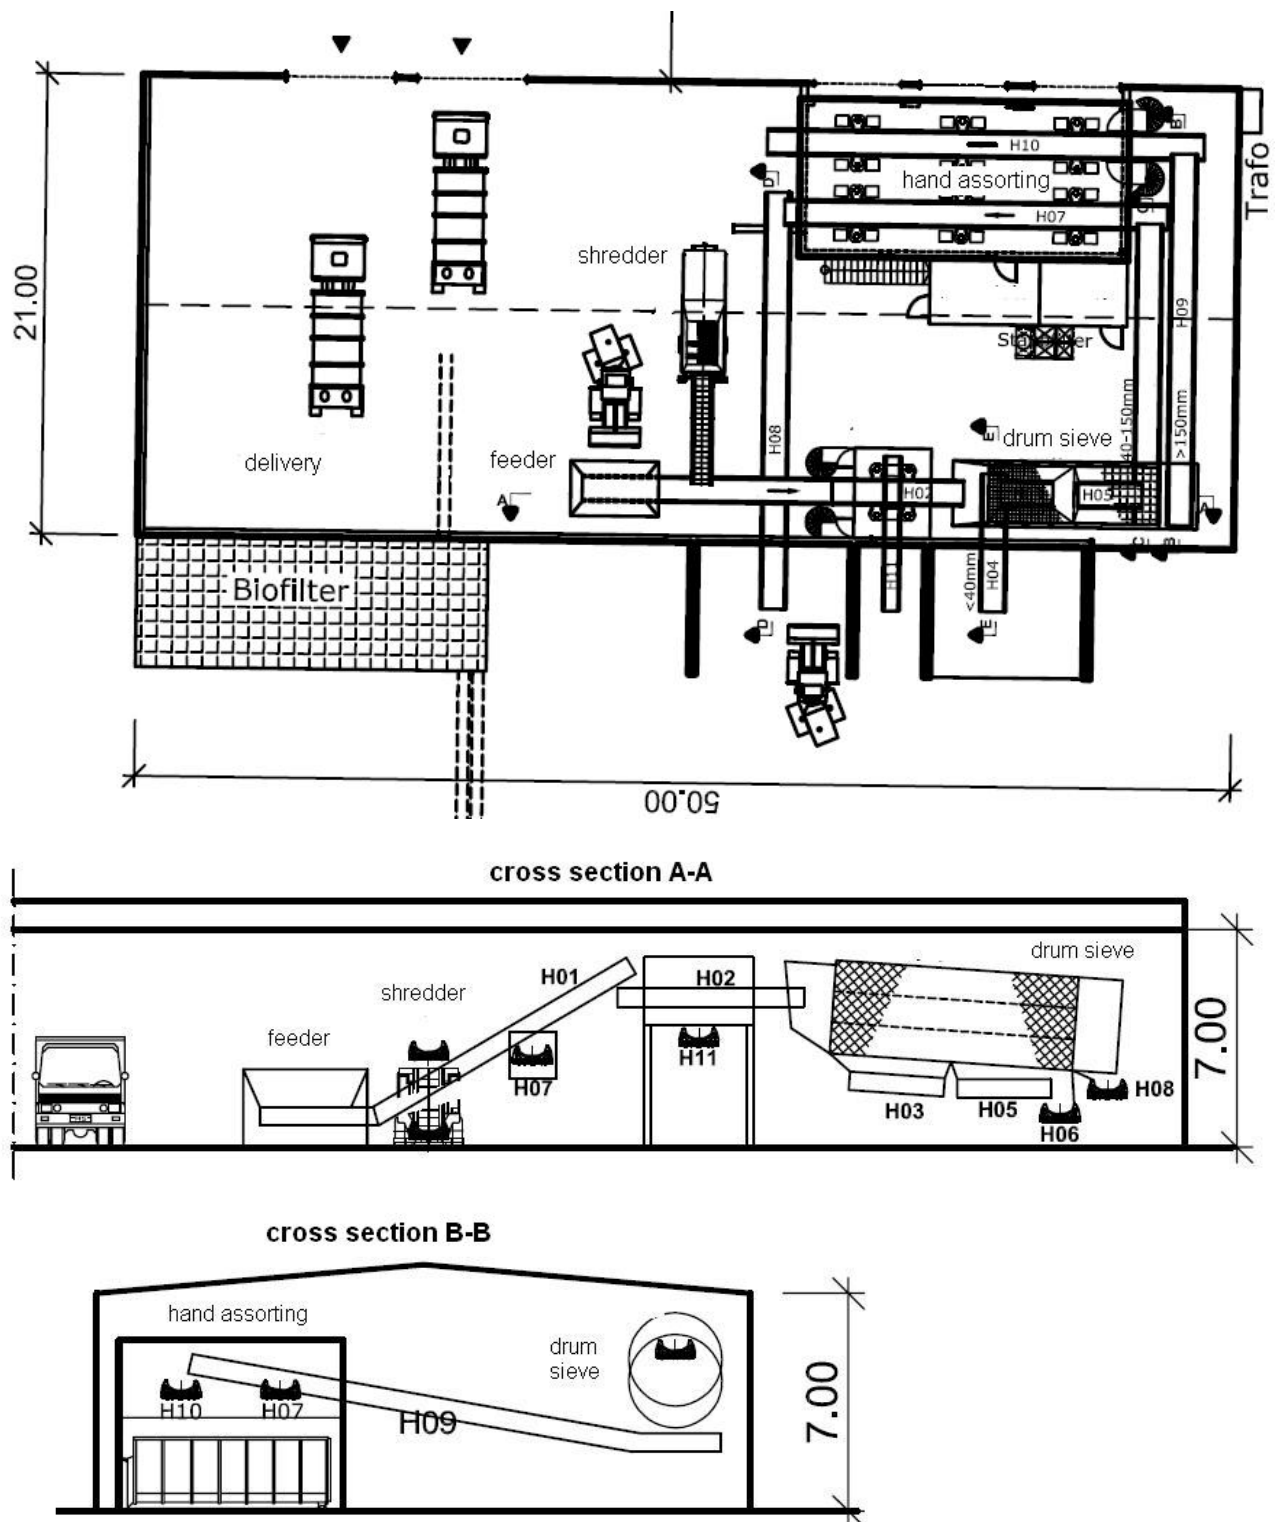 B
H10
Trafo
D
hand assorting
C
H07
shredder
21.00
H09
40-150mm
>150mm
H08
E
drum sieve
feeder
delivery
A
H02
H05
A
C
B
H11
<40mm
H04
Biofilter
D
E
50.00
cross section A-A
drum sieve
H01
H02
shredder
feeder
H11
H07
H03
H05
H08
H06
7.00
cross section B-B
hand assorting
drum
sieve
H10
H07
H09
7.00